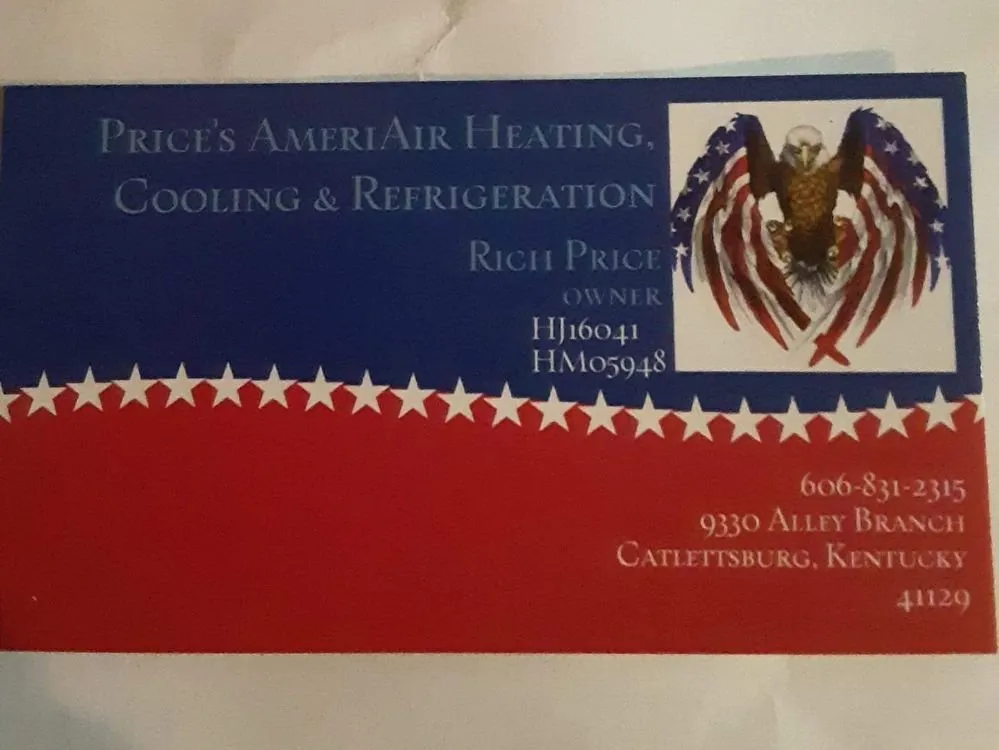 Price's AmeriAir Heating,
Cooling & Refrigeration
Rich Price
owner
HJ16041
HM05948
606-831-2315
9330 Alley Branch
Catlettsburg, Kentucky
41129